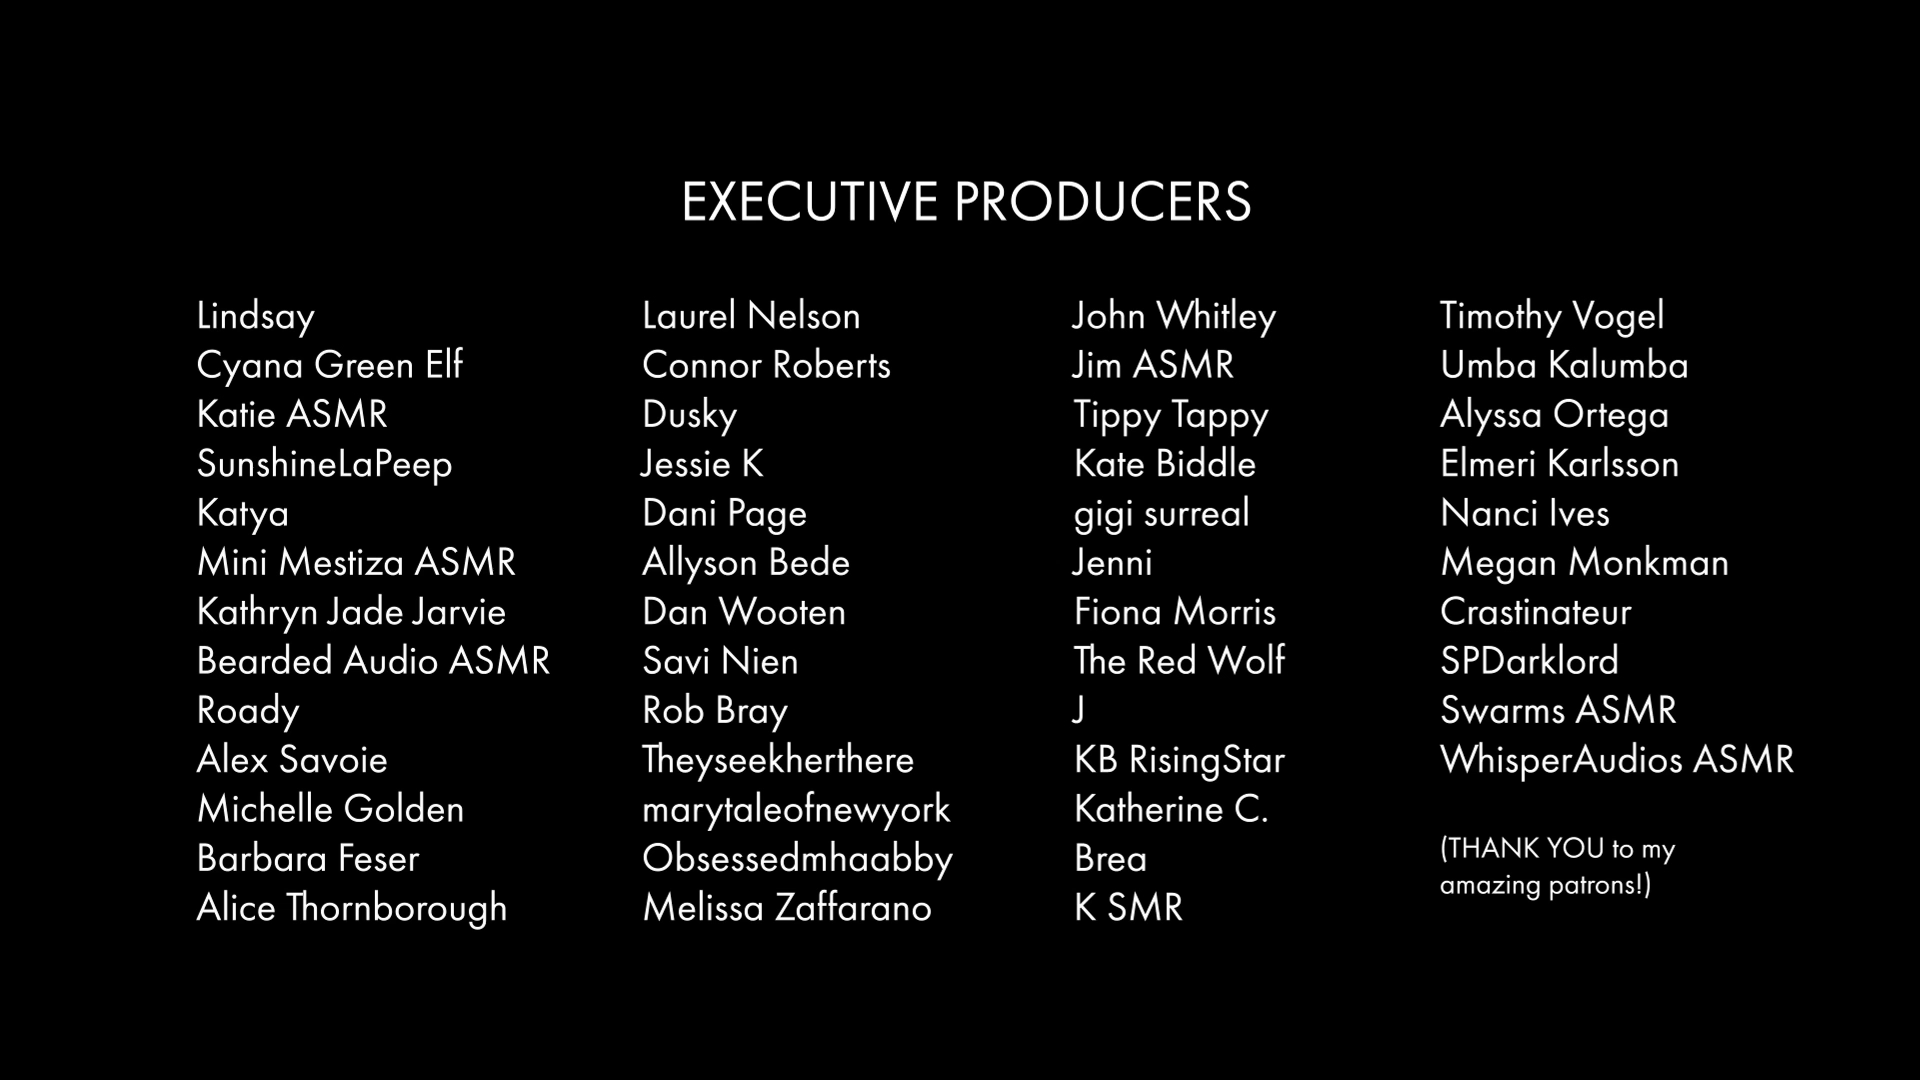 EXECUTIVE PRODUCERS
Lindsay
Cyana Green Elf
Katie ASMR
SunshineLaPeep
Katya
Mini Mestiza ASMR
Kathryn Jade Jarvie
Bearded Audio ASMR
Roady
Alex Savoie
Michelle Golden
Barbara Feser
Alice Thornborough
Laurel Nelson
Connor Roberts
Dusky
Jessie K
Dani Page
Allyson Bede
Dan Wooten
Savi Nien
Rob Bray
Theyseekherthere
marytaleofnewyork
Obsessedmhaabby
Melissa Zaffarano
John Whitley
Jim ASMR
Tippy Tappy
Kate Biddle
gigi surreal
Jenni
Fiona Morris
The Red Wolf
J
KB RisingStar
Katherine C.
Brea
K SMR
Timothy Vogel
Umba Kalumba
Alyssa Ortega
Elmeri Karlsson
Nanci Ives
Megan Monkman
Crastinateur
SPDarklord
Swarms ASMR
WhisperAudios ASMR
(THANK YOU to my
amazing patrons!)